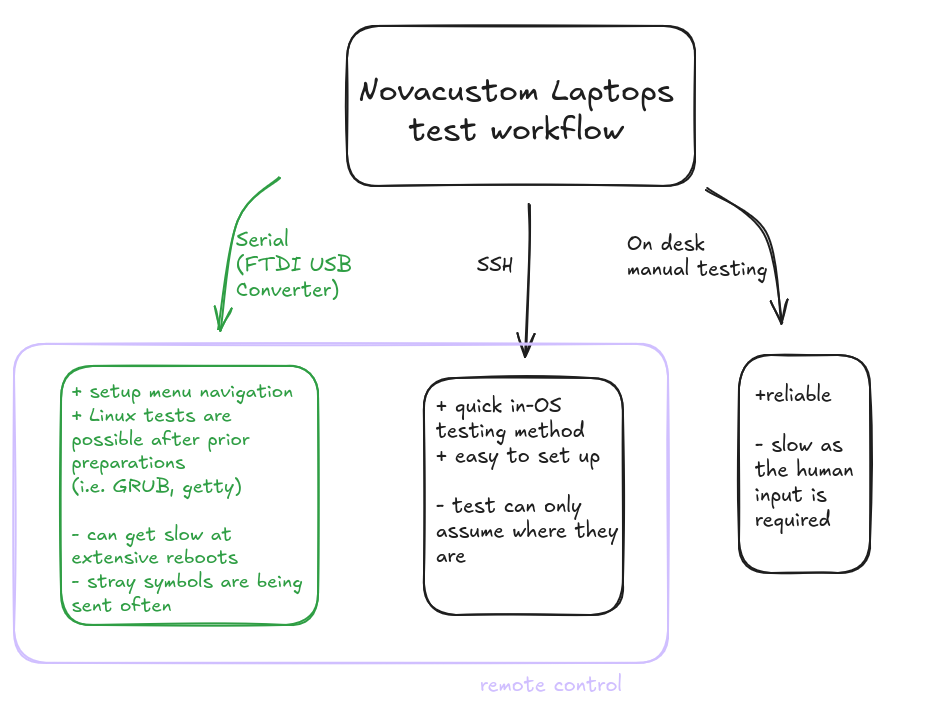 Novacustom Laptops
test workflow
Serial
(FTDI USB
Converter)
SSH
On desk
manual testing
+ setup menu navigation
+ Linux tests are
possible after prior
preparations
(i.e. GRUB, getty)
- can get slow at
extensive reboots
- stray symbols are being
sent often
+ quick in-OS
testing method
+ easy to set up
- test can only
assume where they
are
+reliable
- slow as
the human
input is
required
remote control